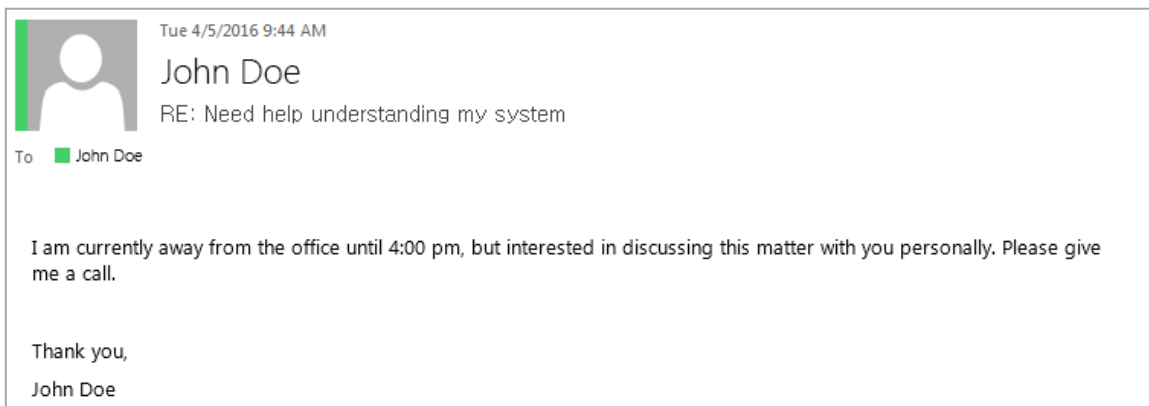 Tue 4/5/2016 9:44 AM
John Doe
RE: Need help understanding my system
To John Doe
I am currently away from the office until 4:00 pm, but interested in discussing this matter with you personally. Please give
me a call.
Thank you,
John Doe